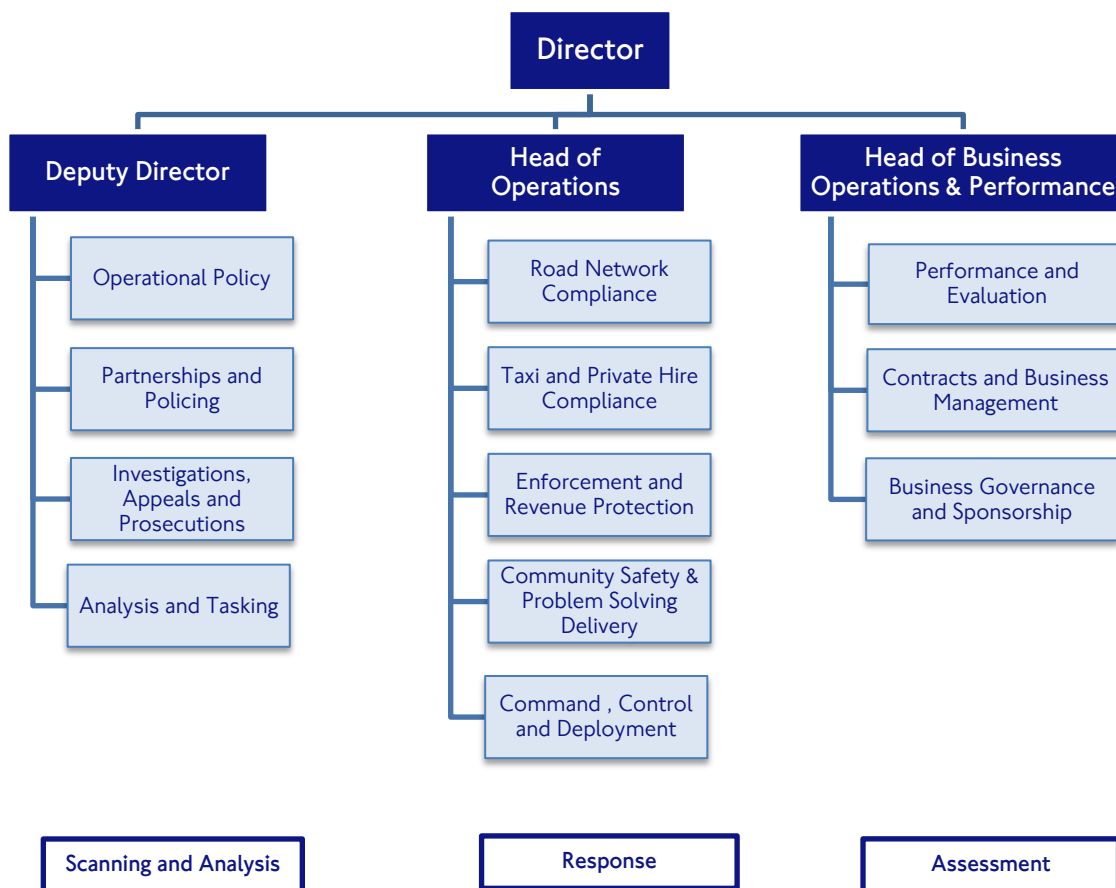 Director
Deputy Director
Operational Policy
Partnerships and
Policing
Investigations,
Appeals and
Prosecutions
Analysis and Tasking
Head of
Operations
Road Network
Compliance
Taxi and Private Hire
Compliance
Enforcement and
Revenue Protection
Community Safety &
Problem Solving
Delivery
Command , Control
and Deployment
Head of Business
Operations & Performance
Performance and
Evaluation
Contracts and Business
Management
Business Governance
and Sponsorship
Scanning and Analysis
Response
Assessment